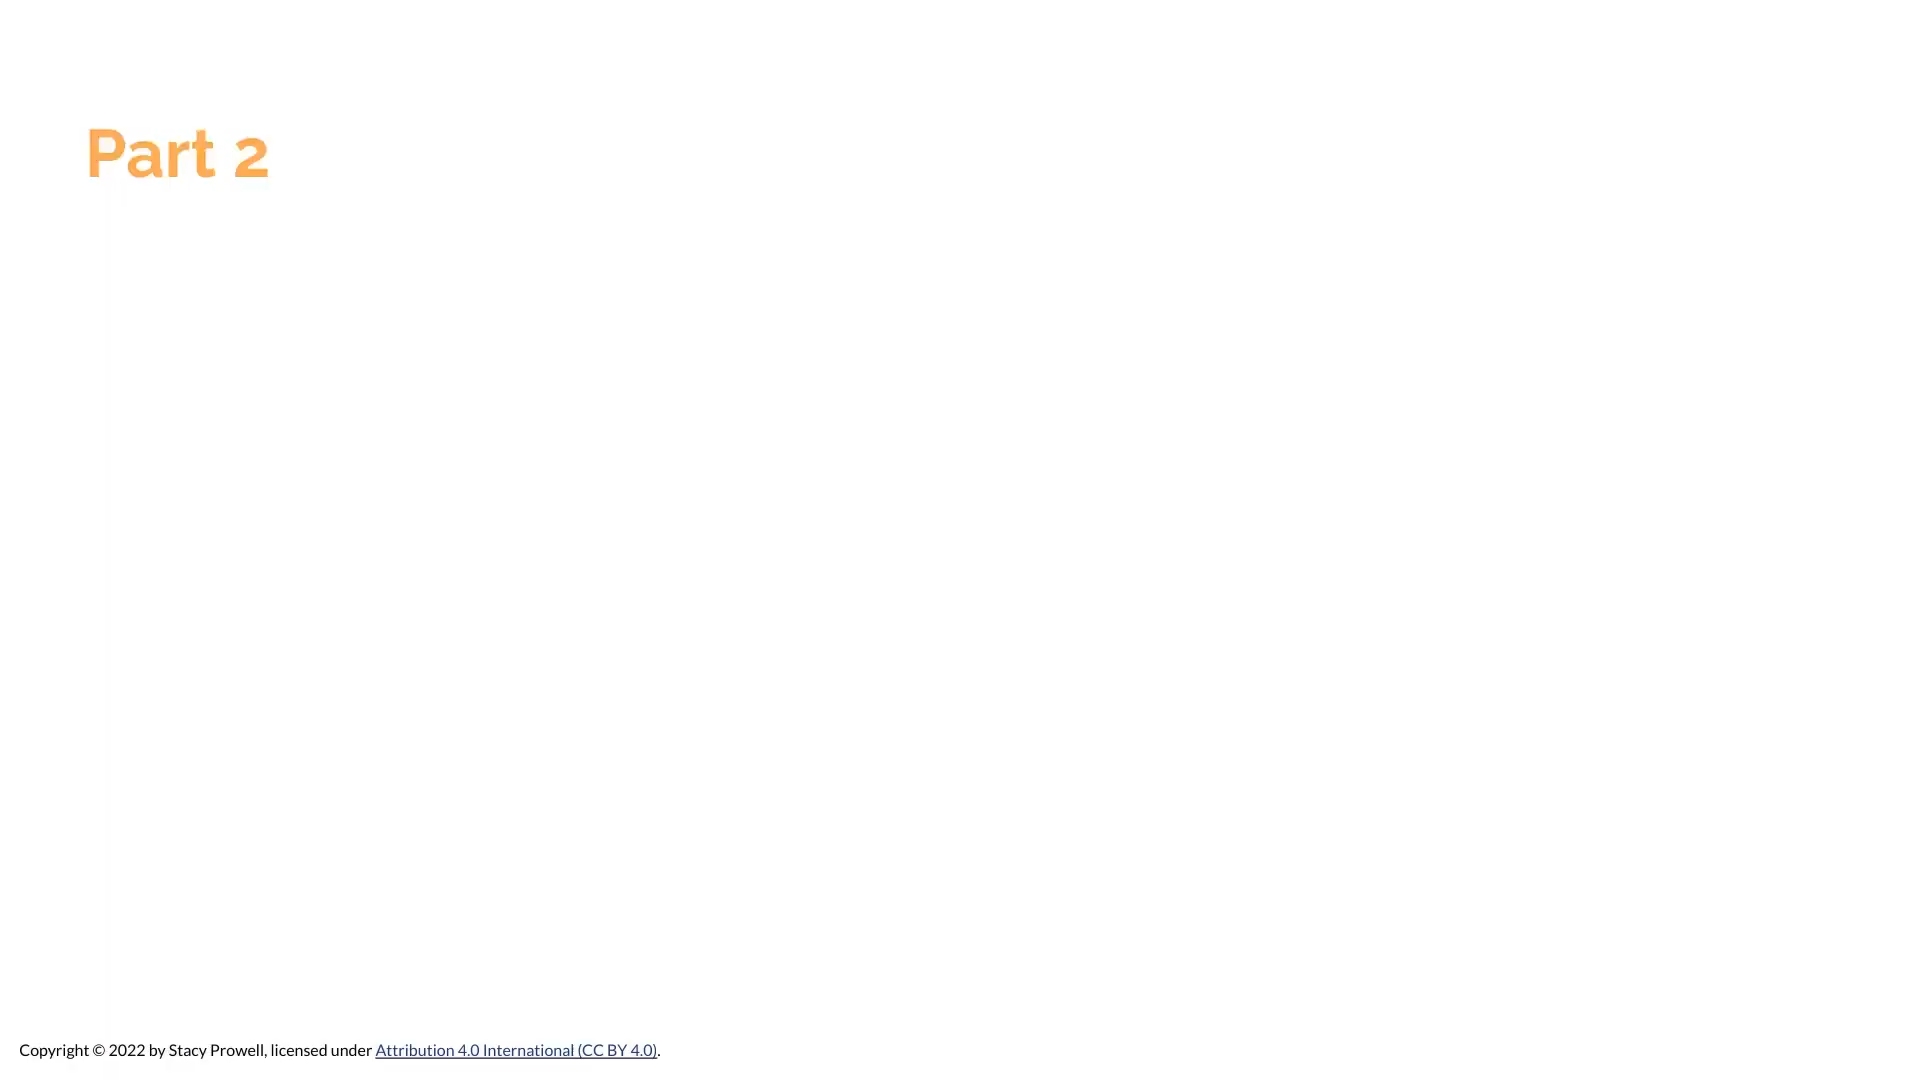 Part 2
Copyright © 2022 by Stacy Prowell, licensed under Attribution 4.0 International (CC BY 4.0).